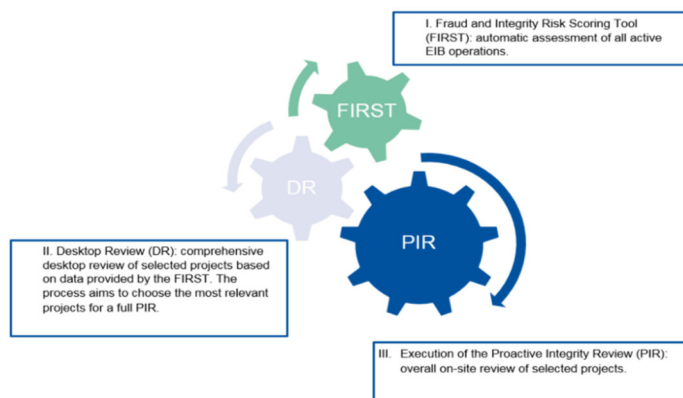 I. Fraud and Integrity Risk Scoring Tool
(FIRST): automatic assessment of all active
EIB operations.
FIRST
DR
PIR
II. Desktop Review (DR): comprehensive
desktop review of selected projects based
on data provided by the FIRST. The
process aims to choose the most relevant
projects for a full PIR.
III. Execution of the Proactive Integrity Review (PIR):
overall on-site review of selected projects.